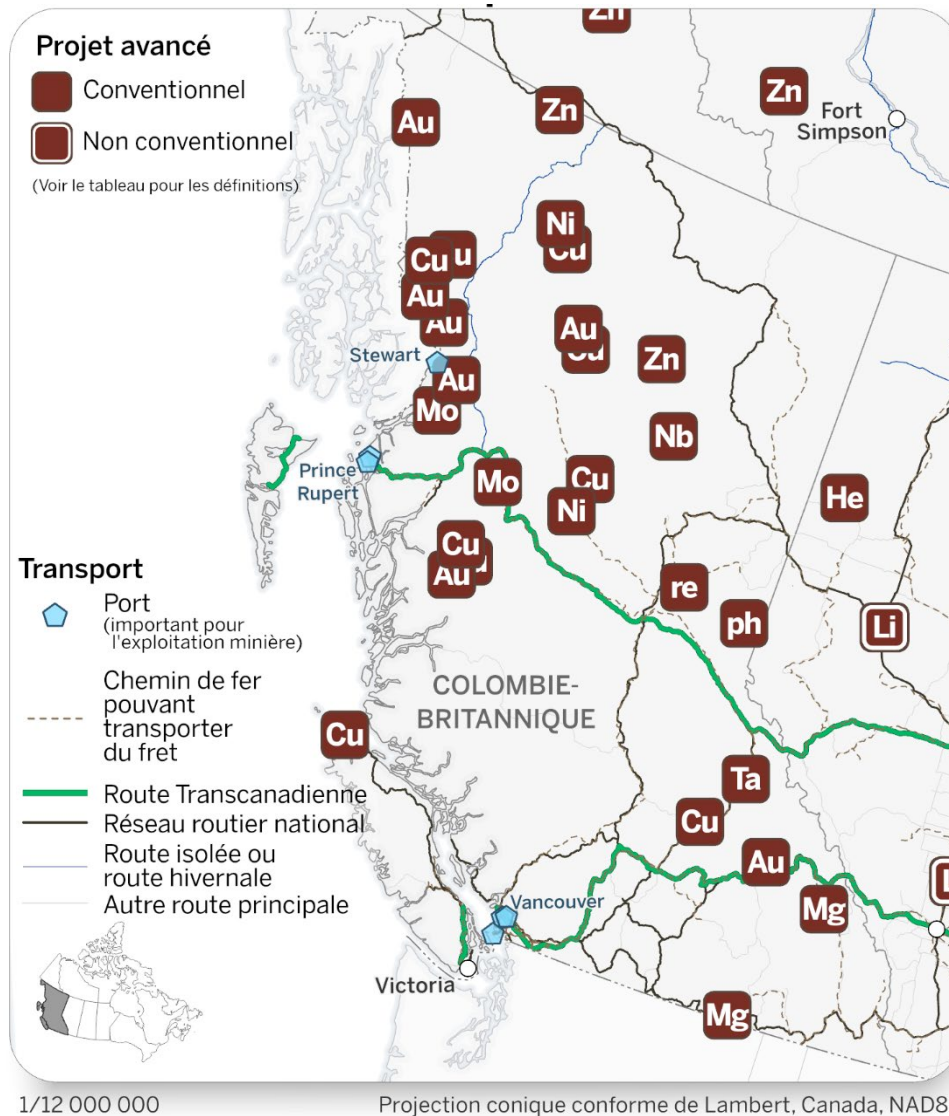 Zn
Projet avancé
Conventionnel
Non conventionnel
(Voir le tableau pour les définitions)
Au
Zn
Zn
Fort
Simpson
Ni
Cu
Cu
u
Au
Au
Au
Cu
Zn
Stewart
Au
Mo
Nb
Prince
Rupert
Mo
Cu
Ni
He
Cu
Au
re
ph
Li
Transport
Port
(important pour
l'exploitation minière)
Chemin de fer
pouvant
transporter
du fret
Route Transcanadienne
Réseau routier national
Route isolée ou
route hivernale
Autre route principale
COLOMBIE-
BRITANNIQUE
Cu
Ta
Cu
Au
Mg
Vancouver
Victoria
Mg
1/12 000 000
Projection conique conforme de Lambert, Canada, NAD8